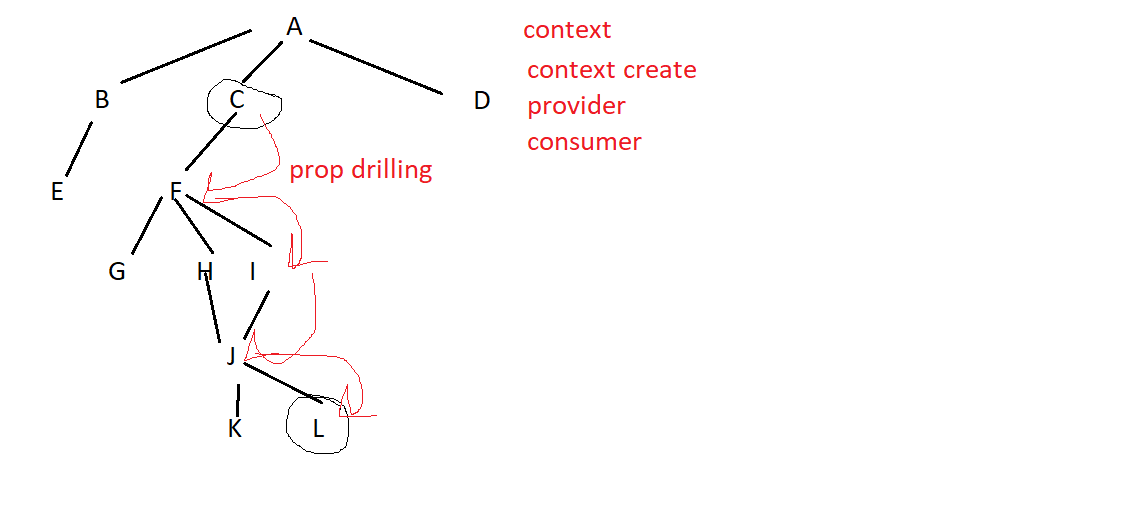 A
context
context create
B
C
D
provider
consumer
prop drilling
E
F
G
H
I
J
K
L